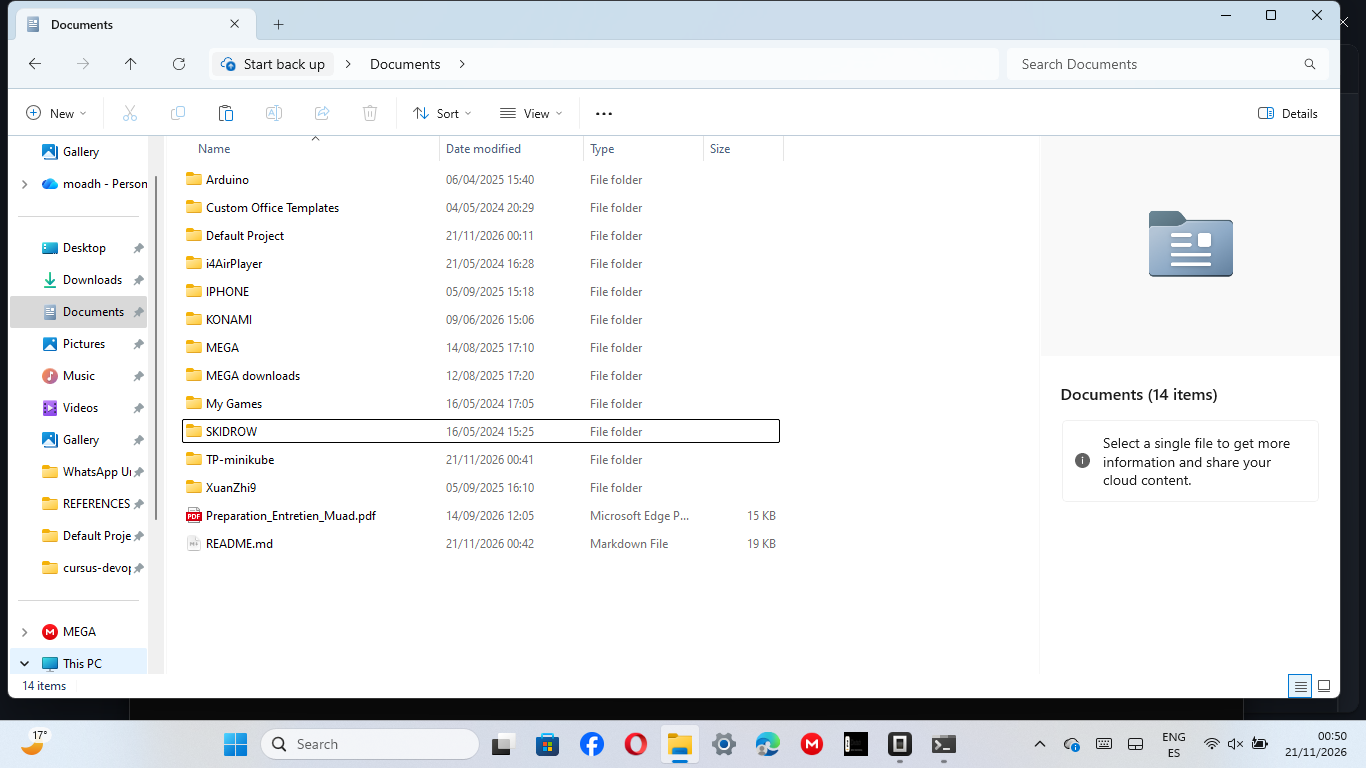 Documents
Start back up
Documents
Search Documents
New
Sort
View
Details
Gallery
moadh - Person
Desktop
Downloads
Documents
Pictures
Music
Videos
Gallery
WhatsApp Un
REFERENCES
Default Proje
cursus-devop
MEGA
This PC
Name Date modified Type Size
Arduino 06/04/2025 15:40 File folder
Custom Office Templates 04/05/2024 20:29 File folder
Default Project 21/11/2026 00:11 File folder
i4AirPlayer 21/05/2024 16:28 File folder
IPHONE 05/09/2025 15:18 File folder
KONAMI 09/06/2026 15:06 File folder
MEGA 14/08/2025 17:10 File folder
MEGA downloads 12/08/2025 17:20 File folder
My Games 16/05/2024 17:05 File folder
SKIDROW 16/05/2024 15:25 File folder
TP-minikube 21/11/2026 00:41 File folder
XuanZhi9 05/09/2025 16:10 File folder
PDF Preparation_Entretien_Muad.pdf 14/09/2026 12:05 Microsoft Edge P... 15 KB
README.md 21/11/2026 00:42 Markdown File 19 KB
Documents (14 items)
Select a single file to get more
information and share your
cloud content.
14 items
17°
Search
ENG
ES
00:50
21/11/2026